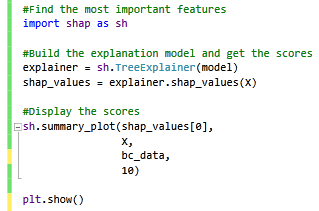 #Find the most important features
import shap as sh
#Build the explanation model and get the scores
explainer = sh.TreeExplainer(model)
shap_values = explainer.shap_values(X)
#Display the scores
sh.summary_plot(shap_values[0],
X,
bc_data,
10)
plt.show()